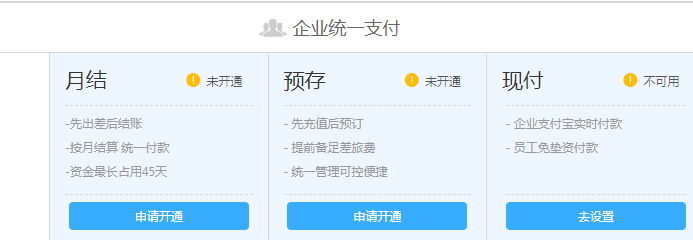 企业统一支付
月结
! 未开通
-先出差后结账
-按月结算 统一付款
-资金最长占用45天
申请开通
预存
! 未开通
- 先充值后预订
- 提前备足差旅费
- 统一管理可控便捷
申请开通
现付
! 不可用
- 企业支付宝实时付款
- 员工免垫资付款
去设置